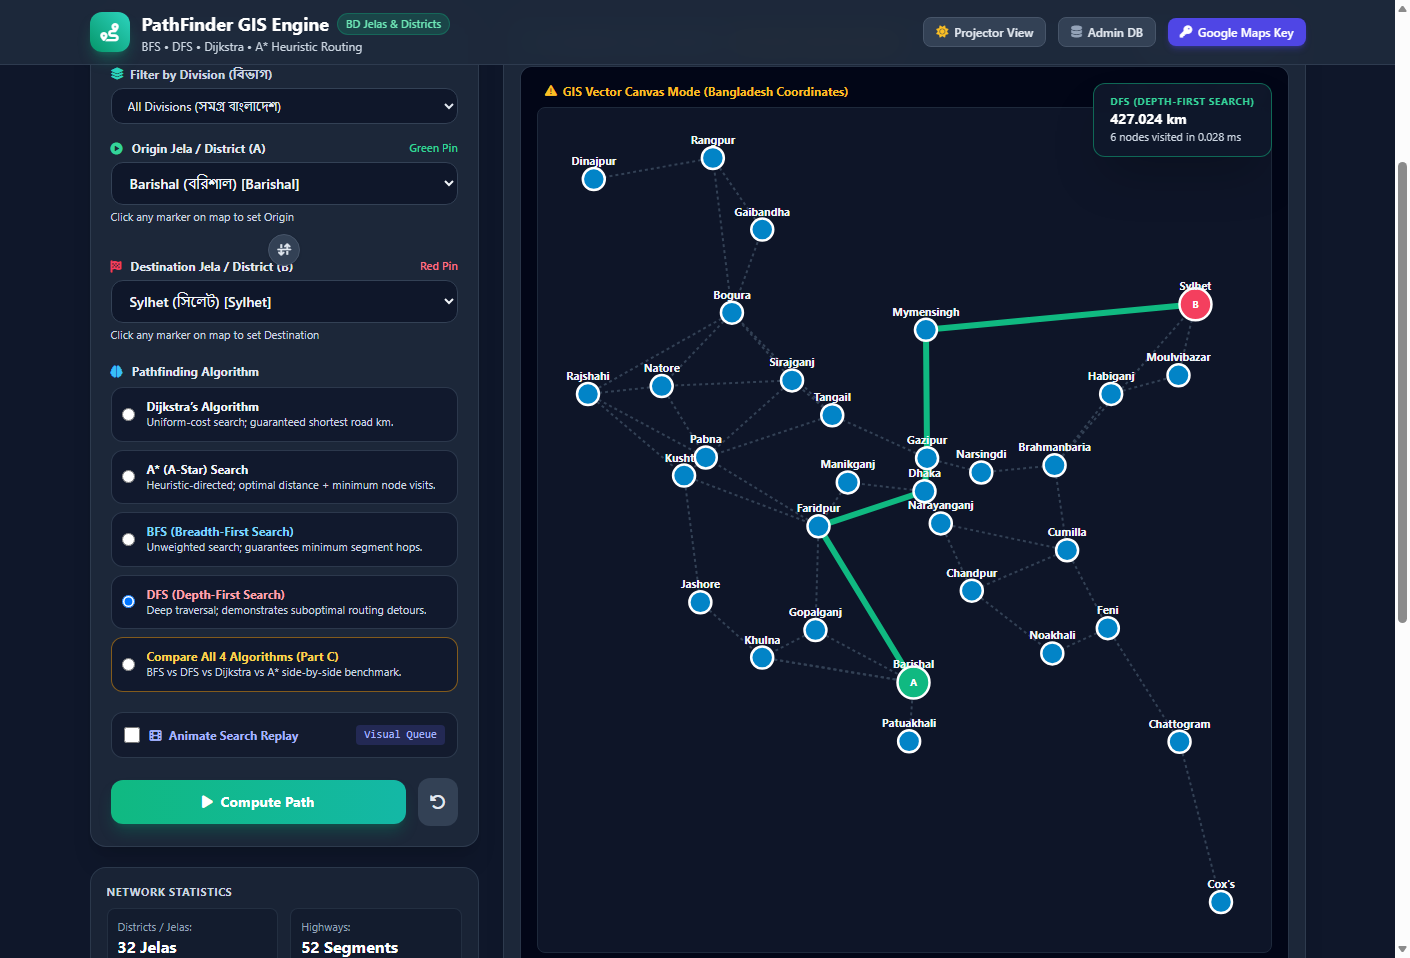 PathFinder GIS Engine
BD Jelas & Districts
BFS • DFS • Dijkstra • A* Heuristic Routing
Projector View
Admin DB
Google Maps Key
Filter by Division (বিভাগ)
All Divisions (সমগ্র বাংলাদেশ)
Origin Jela / District (A)
Green Pin
Barishal (বরিশাল) [Barishal]
Click any marker on map to set Origin
Destination Jela / District (B)
Red Pin
Sylhet (সিলেট) [Sylhet]
Click any marker on map to set Destination
Pathfinding Algorithm
Dijkstra's Algorithm
Uniform-cost search; guaranteed shortest road km.
A* (A-Star) Search
Heuristic-directed; optimal distance + minimum node visits.
BFS (Breadth-First Search)
Unweighted search; guarantees minimum segment hops.
DFS (Depth-First Search)
Deep traversal; demonstrates suboptimal routing detours.
Compare All 4 Algorithms (Part C)
BFS vs DFS vs Dijkstra vs A* side-by-side benchmark.
Animate Search Replay
Visual Queue
Compute Path
NETWORK STATISTICS
Districts / Jelas:
32 Jelas
Highways:
52 Segments
GIS Vector Canvas Mode (Bangladesh Coordinates)
DFS (DEPTH-FIRST SEARCH)
427.024 km
6 nodes visited in 0.028 ms
Rangpur
Dinajpur
Gaibandha
Sylhet
B
Bogura
Mymensingh
Moulvibazar
Sirajganj
Natore
Rajshahi
Habiganj
Tangail
Pabna
Gazipur
Brahmanbaria
Narsingdi
Kusht
Manikganj
Dhaka
Narayanganj
Faridpur
Cumilla
Chandpur
Jashore
Gopalganj
Feni
Khulna
Noakhali
Barishal
A
Patuakhali
Chattogram
Cox's